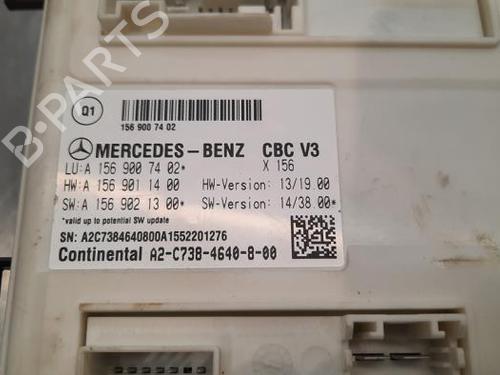 Q1
156 900 74 02
MERCEDES-BENZ CBC V3
LU:A 156 900 74 02* X 156
HW:A 156 901 14 00 HW-Version: 13/19.00
SW:A 156 902 13 00* SW-Version: 14/38.00*
*valid up to potential SW update
SN: A2C7384640800A1552201276
Continental A2-C738-4640-8-00
B-PARTS